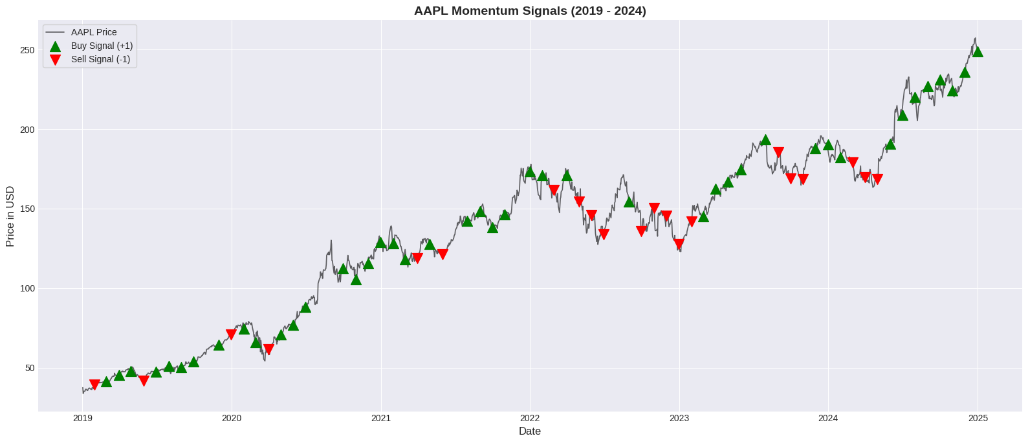 AAPL Momentum Signals (2019 - 2024)
AAPL Price
Buy Signal (+1)
Sell Signal (-1)
Price in USD
250
200
150
100
50
2019 2020 2021 2022 2023 2024 2025
Date